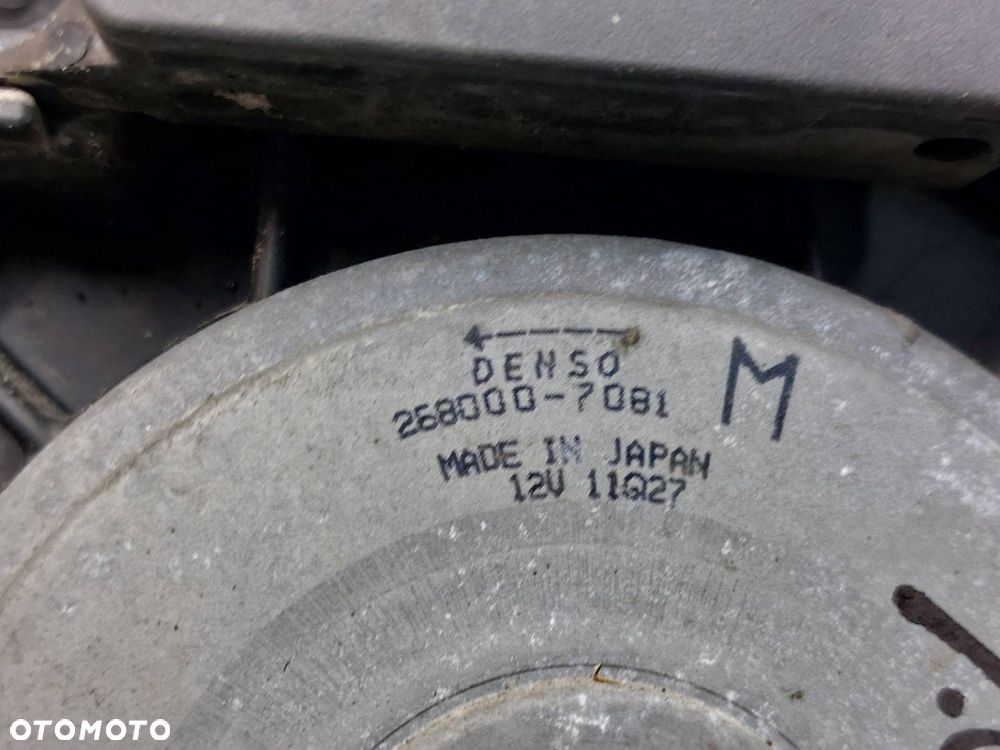 DENSO
268000-7081
M
MADE IN JAPAN
12V 11Q27
OTOMOTO